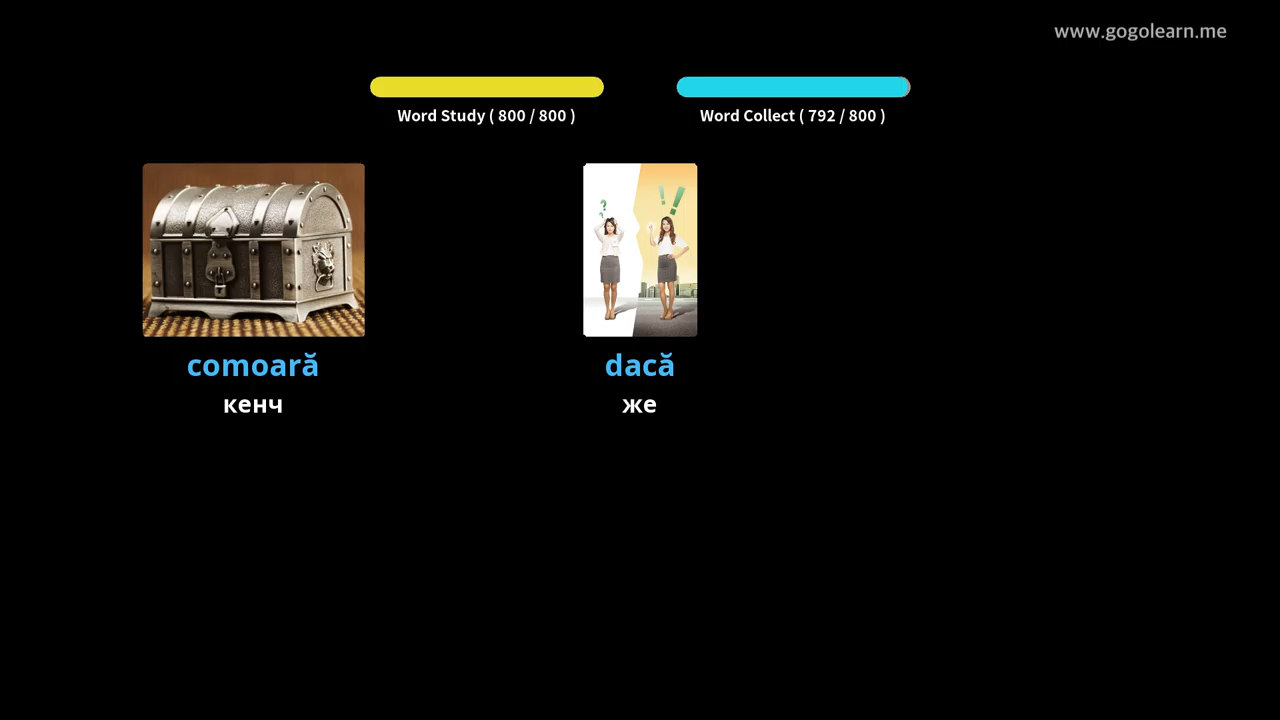 www.gogolearn.me
Word Study ( 800 / 800 )
Word Collect ( 792 / 800 )
comoară
dacă
кенч
же